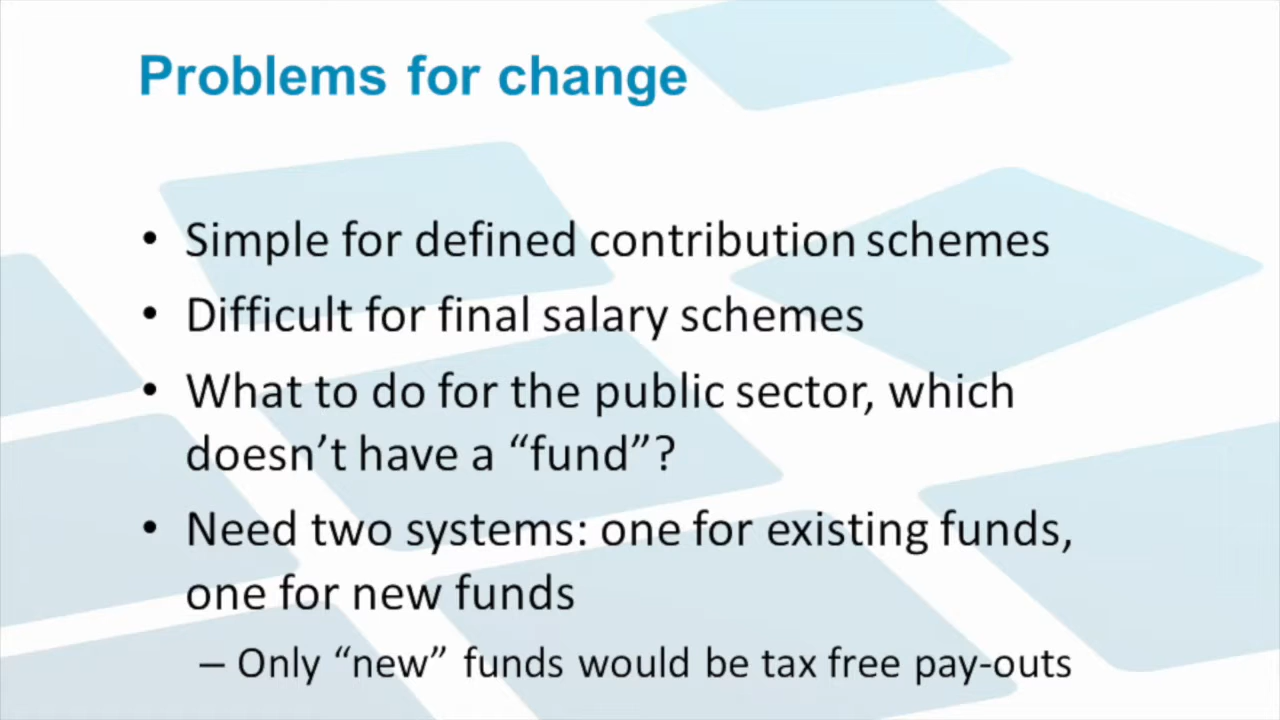 Problems for change
• Simple for defined contribution schemes
• Difficult for final salary schemes
• What to do for the public sector, which
doesn’t have a “fund”?
• Need two systems: one for existing funds,
one for new funds
– Only “new” funds would be tax free pay-outs